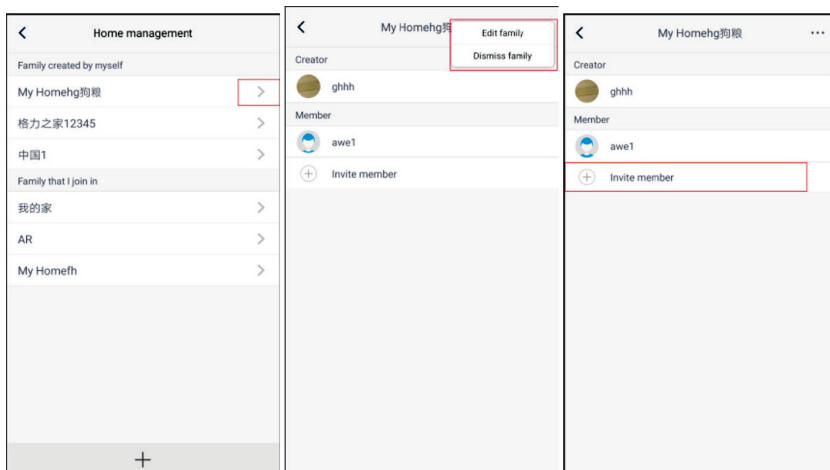 Home management
Family created by myself
My Homehg狗粮
格力之家12345
中国1
Family that I join in
我的家
AR
My Homefh
My Homehg狗
Edit family
Dismiss family
Creator
ghhh
Member
awe1
Invite member
My Homehg狗粮
Creator
ghhh
Member
awe1
Invite member